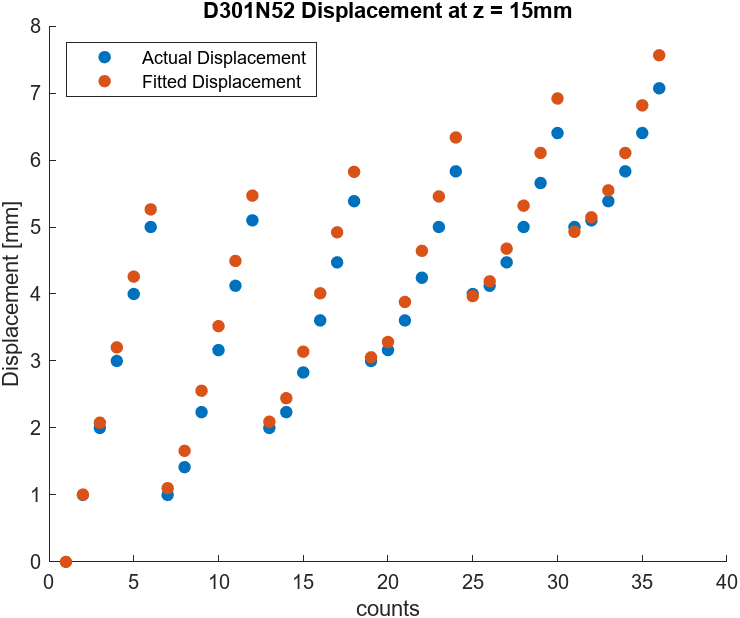 D301N52 Displacement at z = 15mm
Actual Displacement
Fitted Displacement
Displacement [mm]
8
7
6
5
4
3
2
1
0
0 5 10 15 20 25 30 35 40
counts